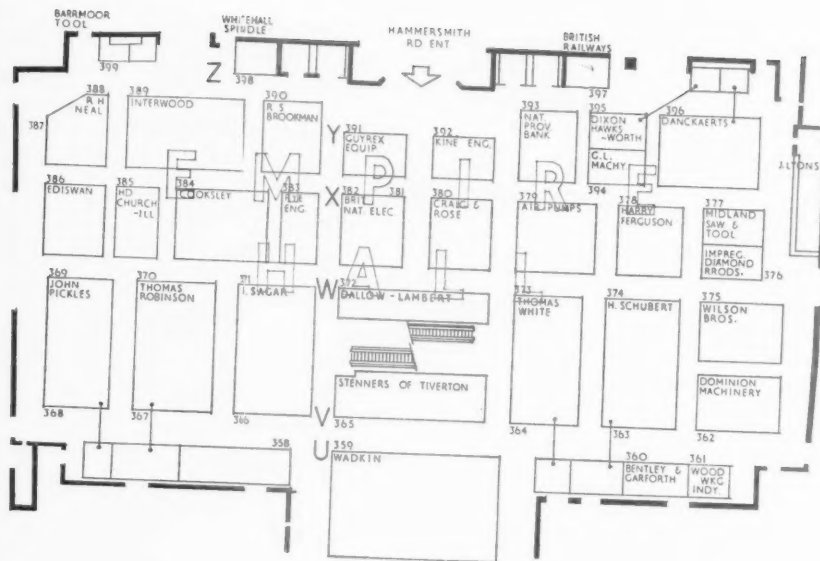 BARRMOOR
TOOL
399
WHITEHALL
SPINDLE
Z
398
HAMMERSMITH
RD ENT
BRITISH
RAILWAYS
397
388
R H
NEAL
387
389
INTERWOOD
390
R S
BROOKMAN
Y
391
GUYREX
EQUIP
392
KINE ENG.
393
NAT.
PROV.
BANK
395
DIXON
HAWKS
-WORTH
G.L.
MACHY
394
396
DANCKAERTS
J.LYONS
EMPIRE
386
EDISWAN
385
HD
CHURCH
-ILL
384
COOKSLEY
383
ENG.
X
382
BRIT
NAT. ELEC.
381
380
CRAIG &
ROSE
379
AIR PUMPS
378
HARRY
FERGUSON
377
MIDLAND
SAW &
TOOL
IMPREG.
DIAMOND
RRODS.
376
HALL
369
JOHN
PICKLES
368
370
THOMAS
ROBINSON
367
371
I. SAGAR
366
W
372
DALLOW-LAMBERT
373
THOMAS
WHITE
364
374
H. SCHUBERT
363
375
WILSON
BROS.
DOMINION
MACHINERY
362
STENNERS OF TIVERTON
365
V
U
358
359
WADKIN
360
BENTLEY &
GARFORTH
361
WOOD
WKG
INDY.